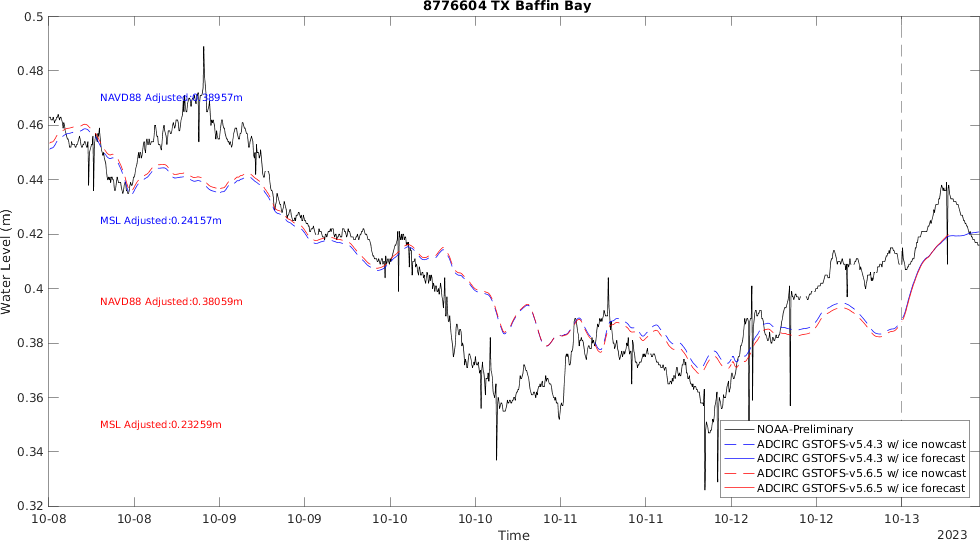 8776604 TX Baffin Bay
0.5
0.48
NAVD88 Adjusted:0.38957m
0.46
0.44
MSL Adjusted:0.24157m
0.42
Water Level (m)
0.4
NAVD88 Adjusted:0.38059m
0.38
0.36
MSL Adjusted:0.23259m
NOAA-Preliminary
ADCIRC GSTOFS-v5.4.3 w/ ice nowcast
ADCIRC GSTOFS-v5.4.3 w/ ice forecast
ADCIRC GSTOFS-v5.6.5 w/ ice nowcast
ADCIRC GSTOFS-v5.6.5 w/ ice forecast
0.34
0.32
10-08 10-08 10-09 10-09 10-10 10-10 10-11 10-11 10-12 10-12 10-13
Time
2023